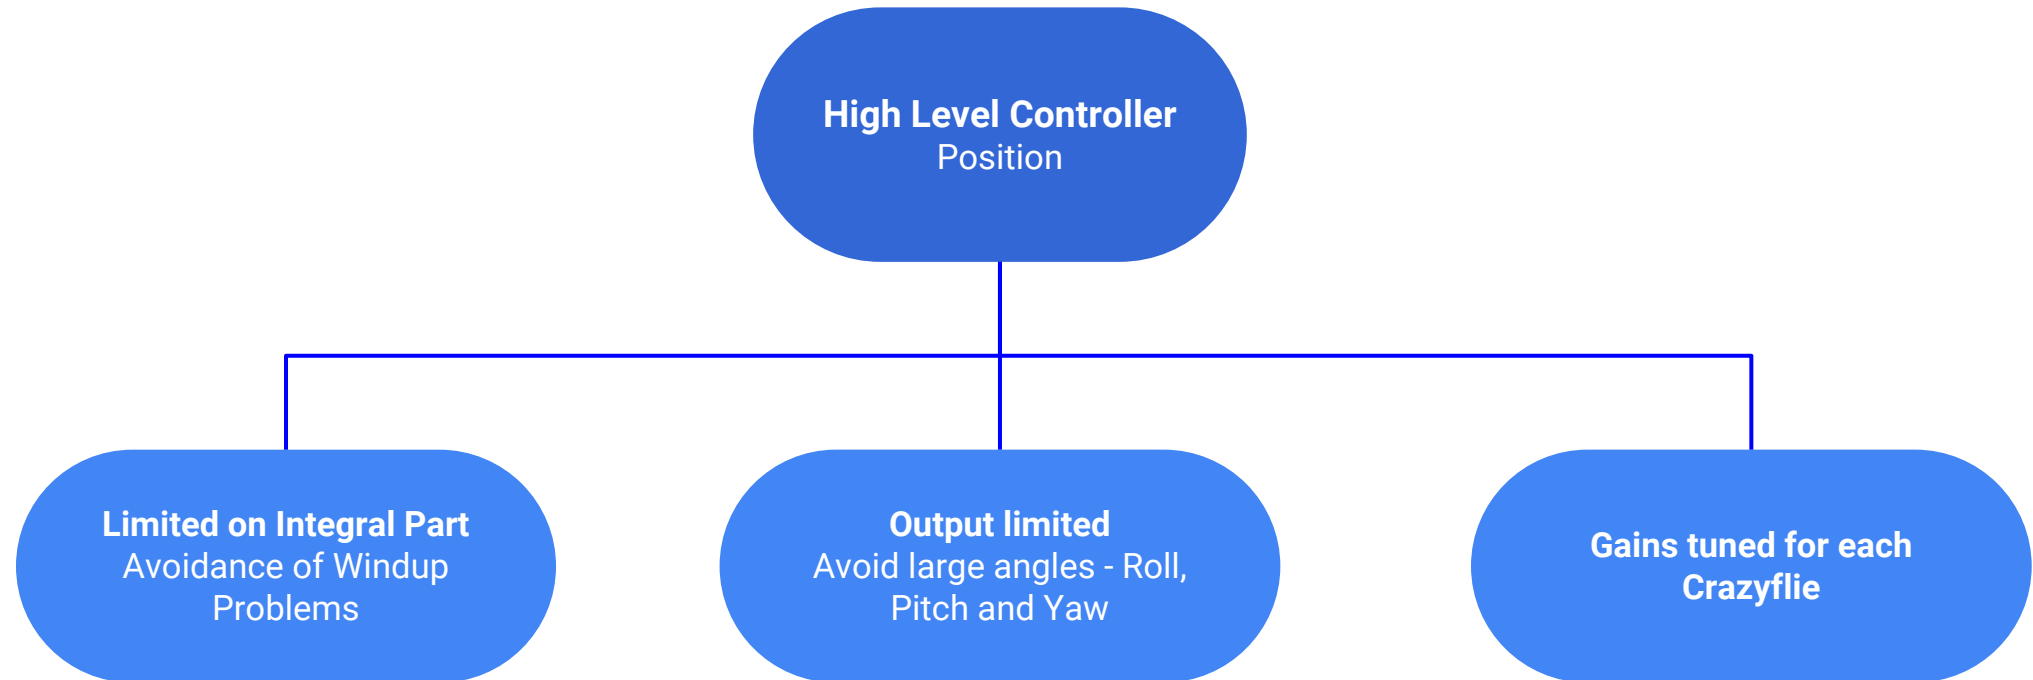 High Level Controller
Position
Limited on Integral Part
Avoidance of Windup
Problems
Output limited
Avoid large angles - Roll,
Pitch and Yaw
Gains tuned for each
Crazyflie